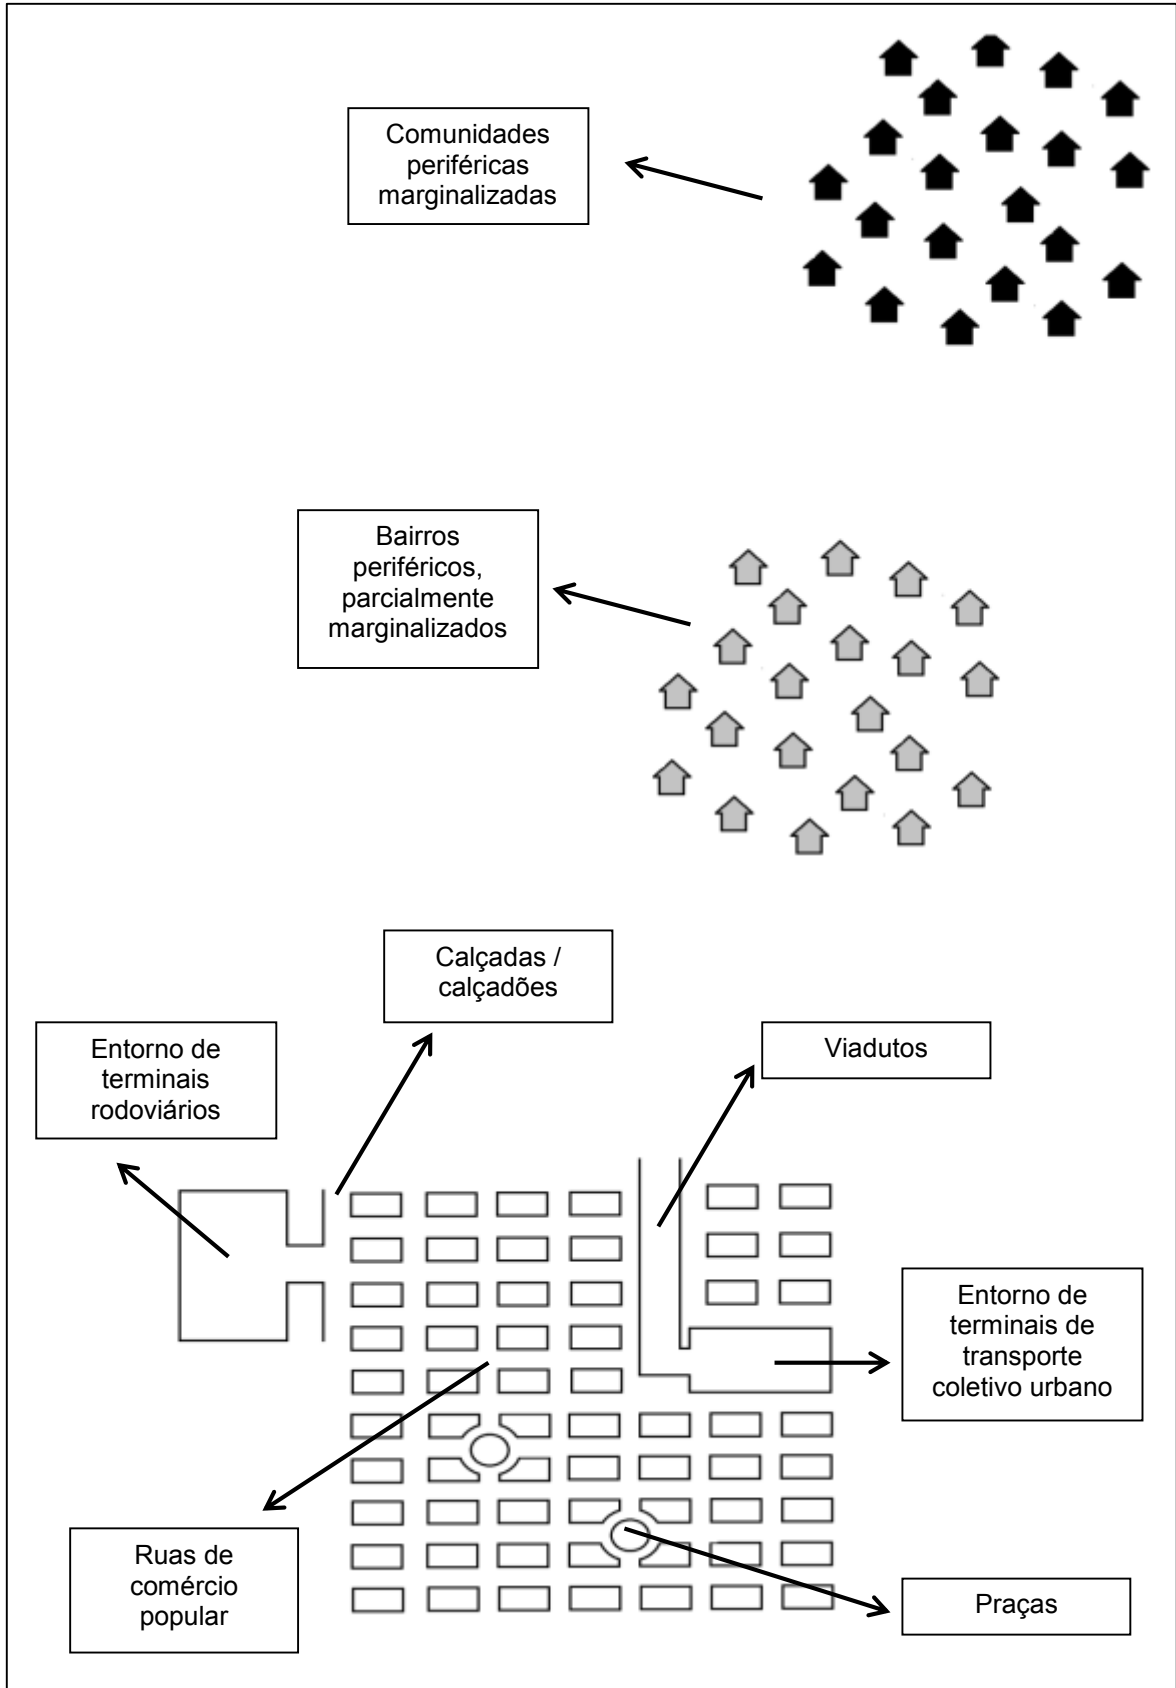 Comunidades
periféricas
marginalizadas
Bairros
periféricos,
parcialmente
marginalizados
Calçadas /
calçadões
Entorno de
terminais
rodoviários
Viadutos
Entorno de
terminais de
transporte
coletivo urbano
Ruas de
comércio
popular
Praças